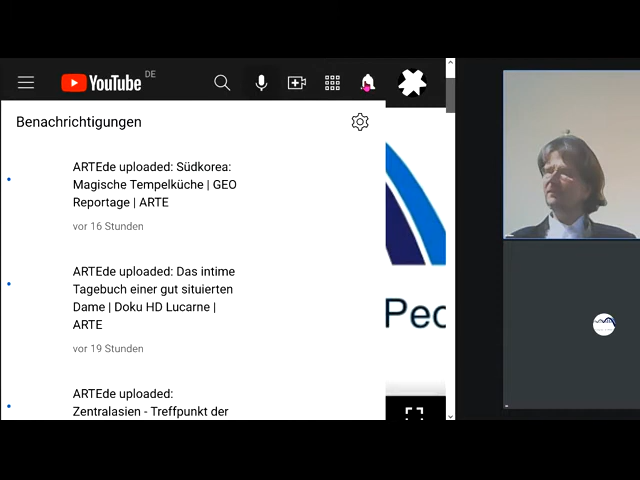 YouTube DE
Benachrichtigungen
ARTEde uploaded: Südkorea:
Magische Tempelküche | GEO
Reportage | ARTE
vor 16 Stunden
ARTEde uploaded: Das intime
Tagebuch einer gut situierten
Dame | Doku HD Lucarne |
ARTE
vor 19 Stunden
ARTEde uploaded:
Zentralasien - Treffpunkt der
Peo